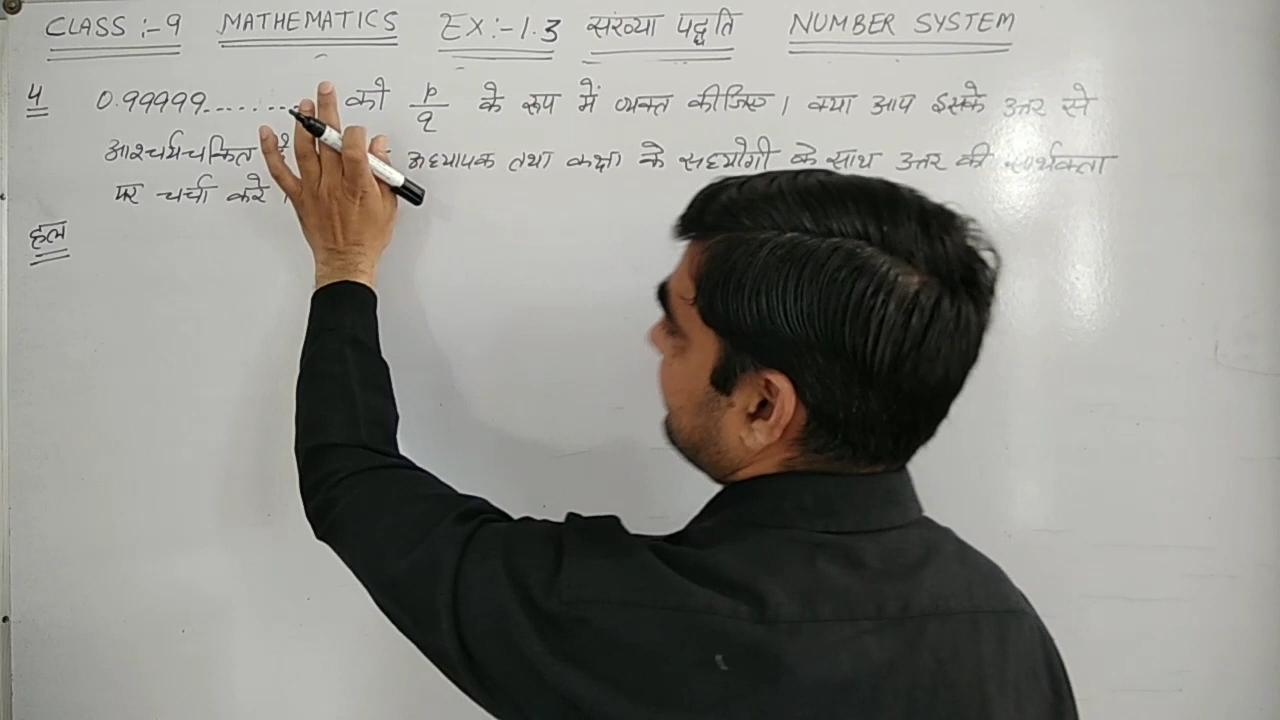 CLASS :- 9 MATHEMATICS EX :- 1.3 संख्या पद्धति NUMBER SYSTEM
4 0.99999........ को p/q के रूप में व्यक्त कीजिए। क्या आप इसके उत्तर से
आश्चर्यचकित अध्यापक तथा कक्षा के सहयोगी के साथ उत्तर की सार्थकता
पर चर्चा करे
हल